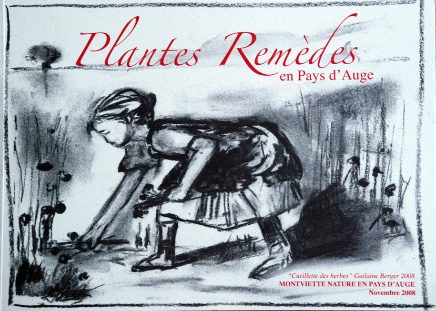 Plantes Remèdes
en Pays d'Auge
"Cueillette des herbes" Guilaine Berger 2008
MONTVIETTE NATURE EN PAYS D'AUGE
Novembre 2008